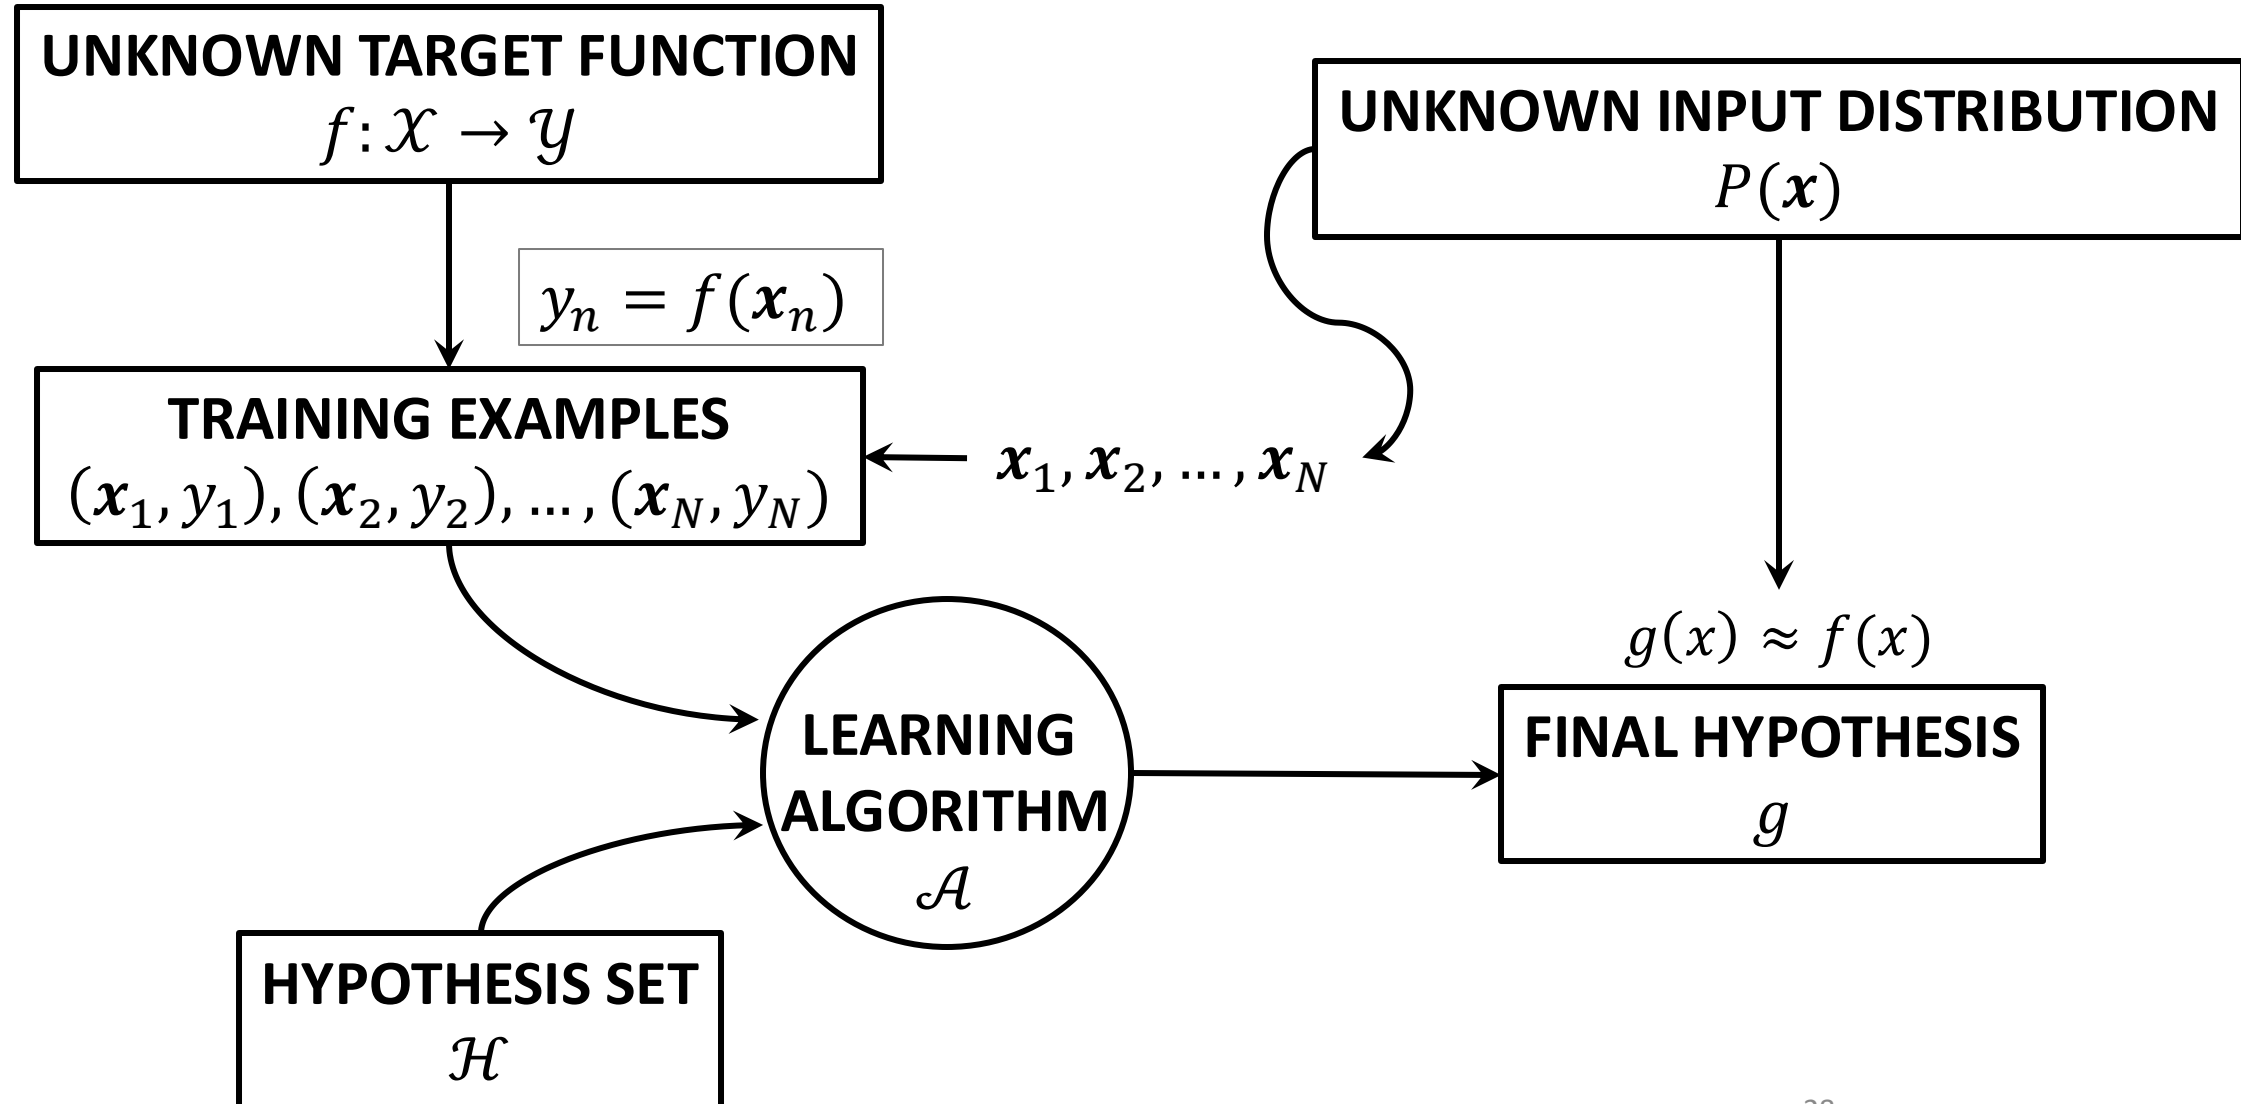 UNKNOWN TARGET FUNCTION
f: 𝒳 → 𝒴
UNKNOWN INPUT DISTRIBUTION
P(𝒙)
yₙ = f(𝒙ₙ)
TRAINING EXAMPLES
(𝒙₁, y₁), (𝒙₂, y₂), … , (𝒙_N, y_N)
𝒙₁, 𝒙₂, … , 𝒙_N
g(x) ≈ f(x)
LEARNING
ALGORITHM
𝒜
FINAL HYPOTHESIS
g
HYPOTHESIS SET
ℋ